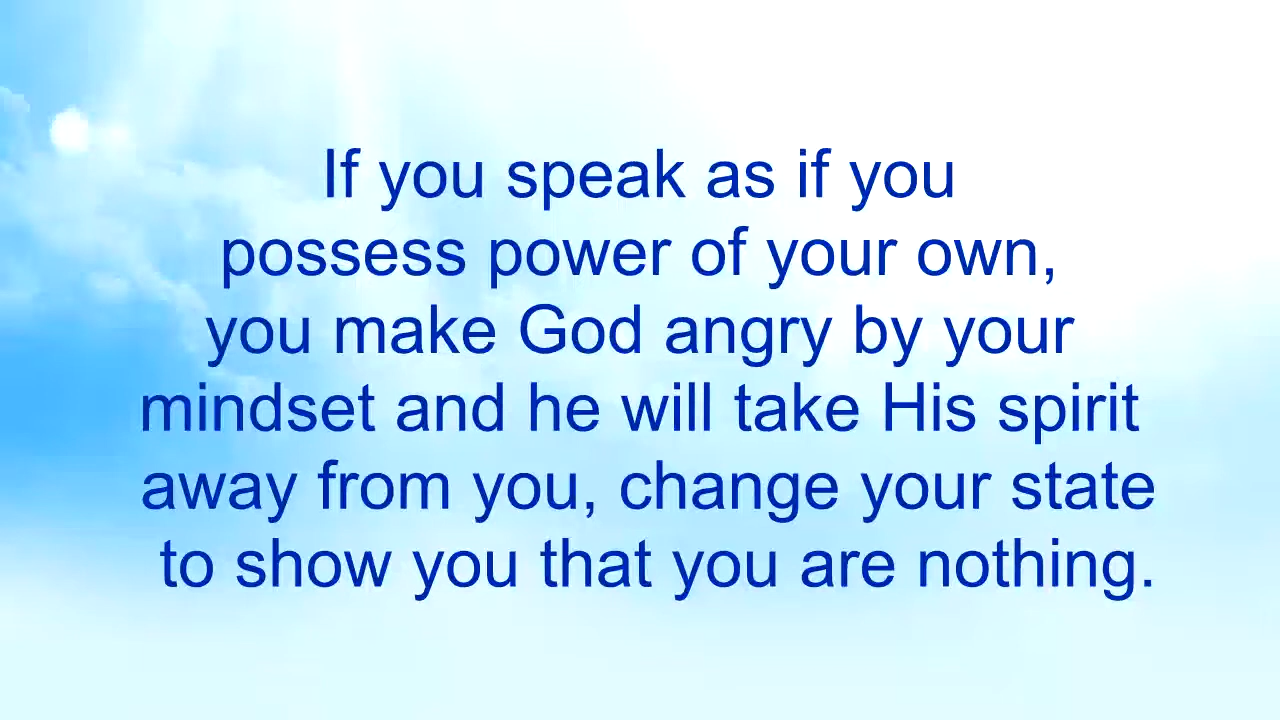 If you speak as if you
possess power of your own,
you make God angry by your
mindset and he will take His spirit
away from you, change your state
to show you that you are nothing.